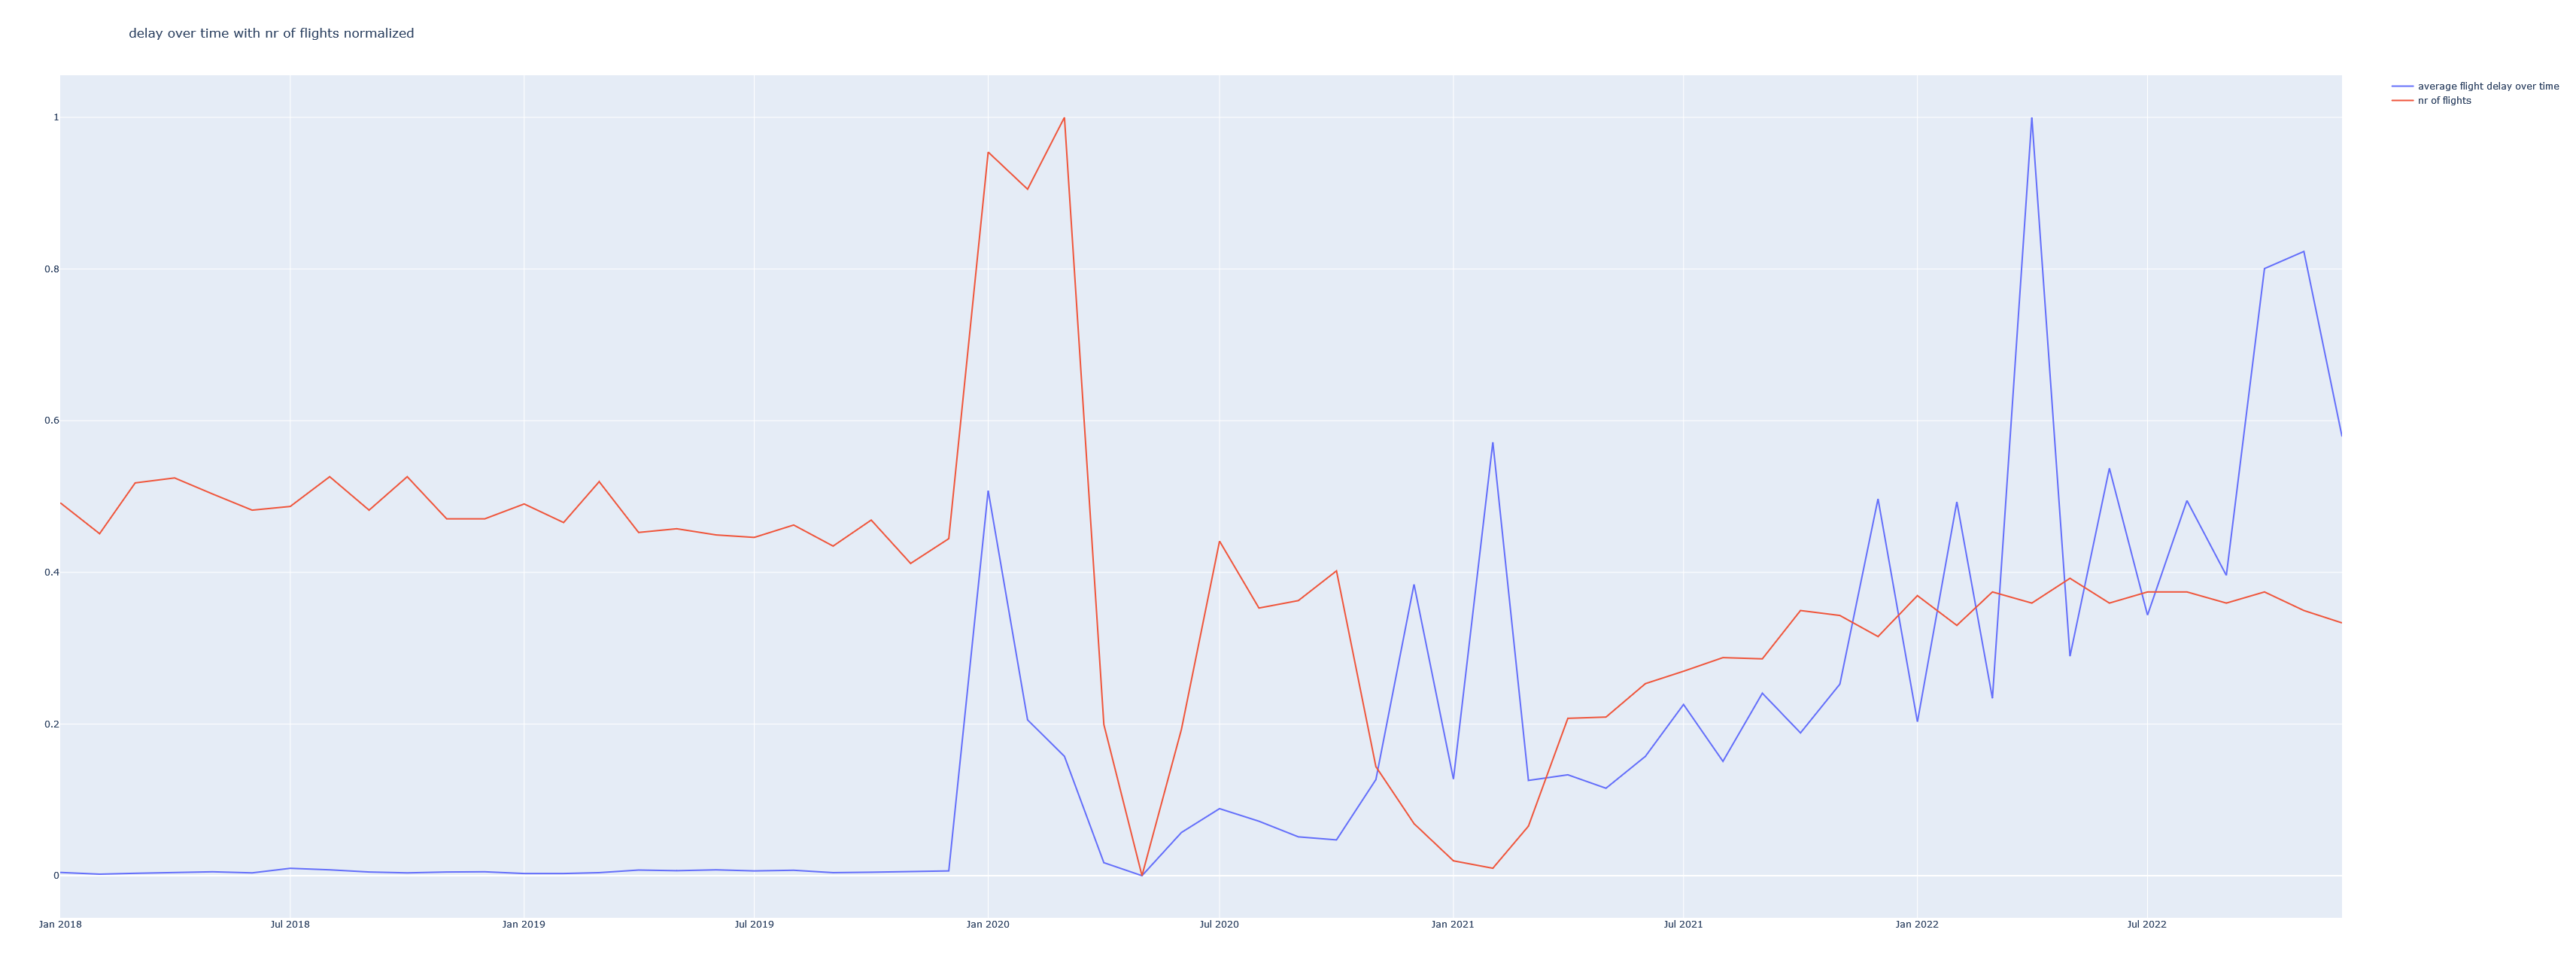 delay over time with nr of flights normalized
average flight delay over time
nr of flights
1
0.8
0.6
0.4
0.2
0
Jan 2018 Jul 2018 Jan 2019 Jul 2019 Jan 2020 Jul 2020 Jan 2021 Jul 2021 Jan 2022 Jul 2022